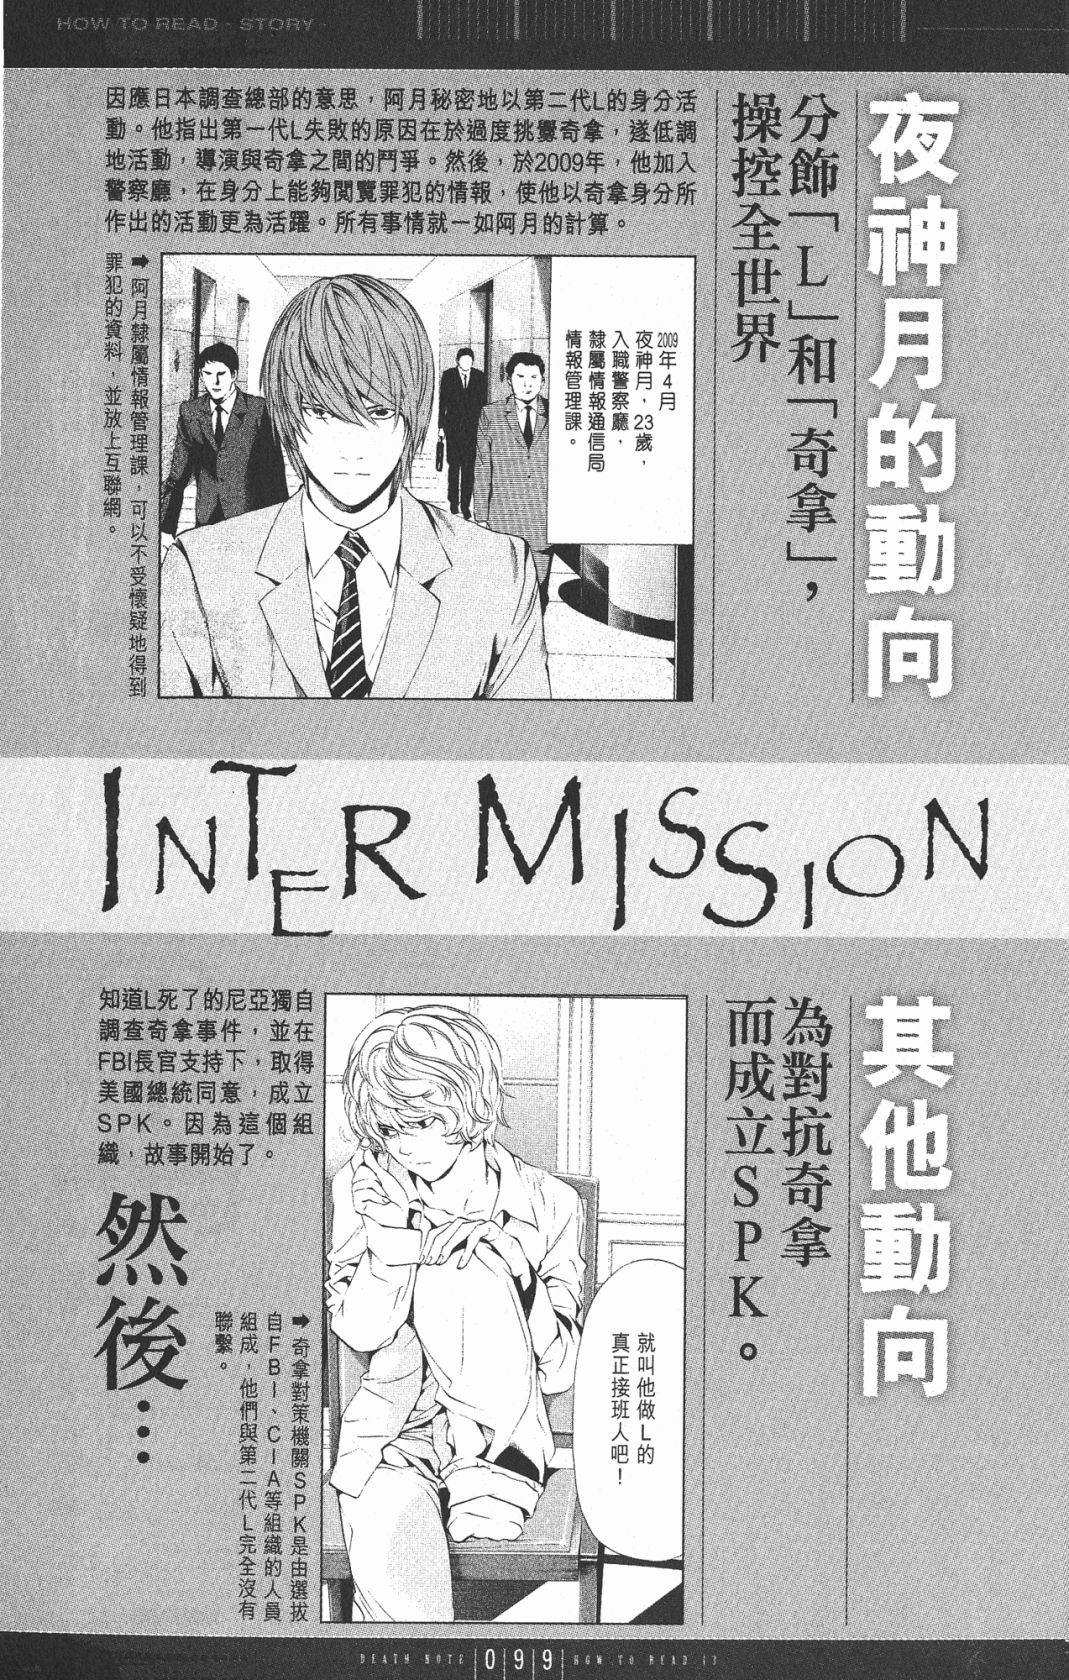 HOW TO READ · STORY ·
夜神月的動向
分飾「L」和「奇拿」，
操控全世界
因應日本調查總部的意思，阿月秘密地以第二代L的身分活
動。他指出第一代L失敗的原因在於過度挑釁奇拿，遂低調
地活動，導演與奇拿之間的鬥爭。然後，於2009年，他加入
警察廳，在身分上能夠閱覽罪犯的情報，使他以奇拿身分所
作出的活動更為活躍。所有事情就一如阿月的計算。
2009年4月
夜神月，23歲，
入職警察廳，
隸屬情報通信局
情報管理課。
➡阿月隸屬情報管理課，可以不受懷疑地得到
罪犯的資料，並放上互聯網。
INTERMISSION
其他動向
為對抗奇拿
而成立SPK。
知道L死了的尼亞獨自
調查奇拿事件，並在
FBI長官支持下，取得
美國總統同意，成立
SPK。因為這個組
織，故事開始了。
就叫他做L的
真正接班人吧！
➡奇拿對策機關SPK是由選拔
自FBI、CIA等組織的人員
組成，他們與第二代L完全沒有
聯繫。
然後…
DEATH NOTE 099 HOW TO READ 13